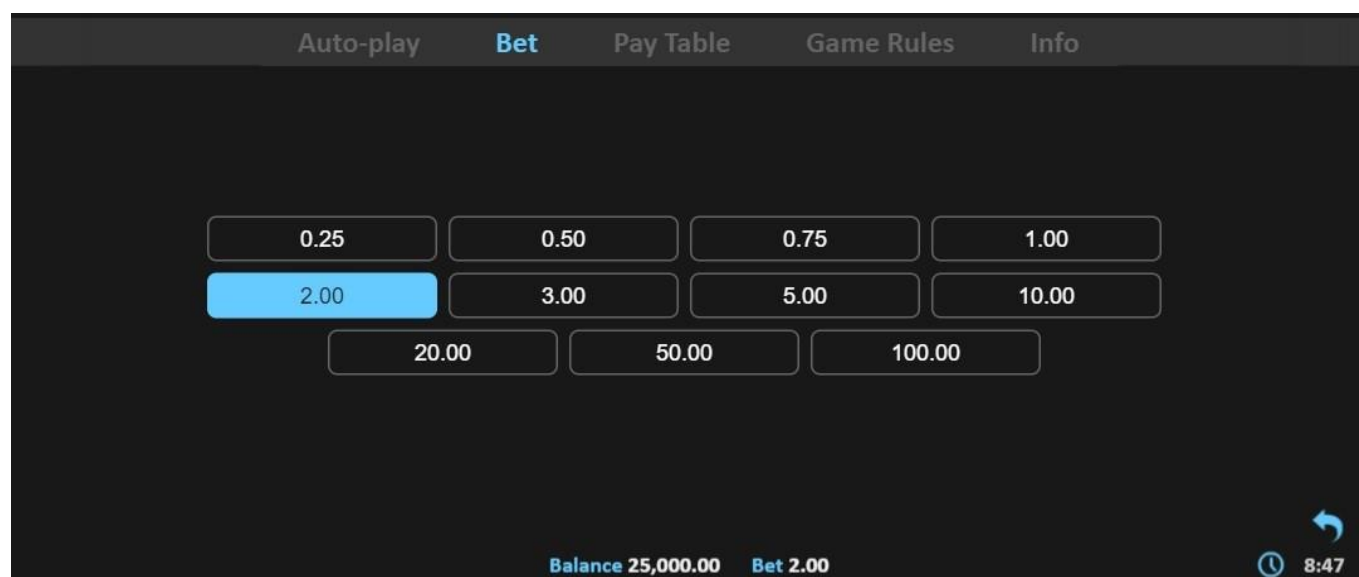 Auto-play Bet Pay Table Game Rules Info
0.25 0.50 0.75 1.00
2.00 3.00 5.00 10.00
20.00 50.00 100.00
Balance 25,000.00 Bet 2.00 8:47